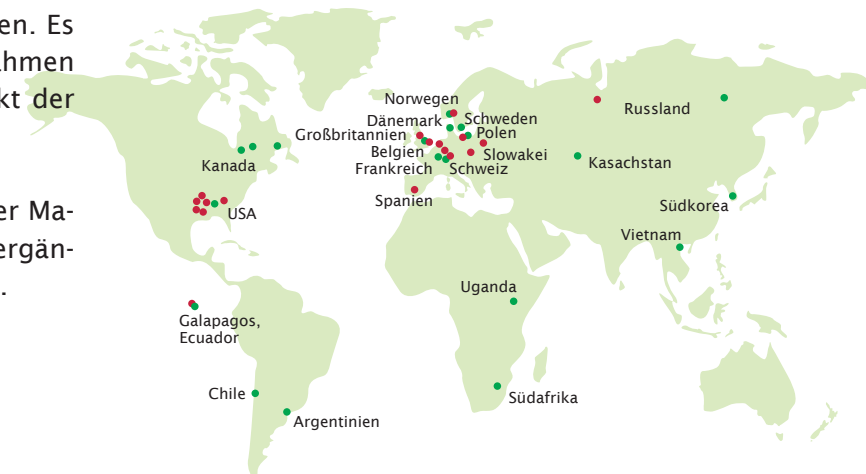 en. Es
ahmen
kt der
er Ma-
ergän-
.
Norwegen
Dänemark
Schweden
Großbritannien
Polen
Belgien
Slowakei
Frankreich
Schweiz
Spanien
Russland
Kasachstan
Südkorea
Vietnam
Kanada
USA
Uganda
Galapagos,
Ecuador
Chile
Argentinien
Südafrika